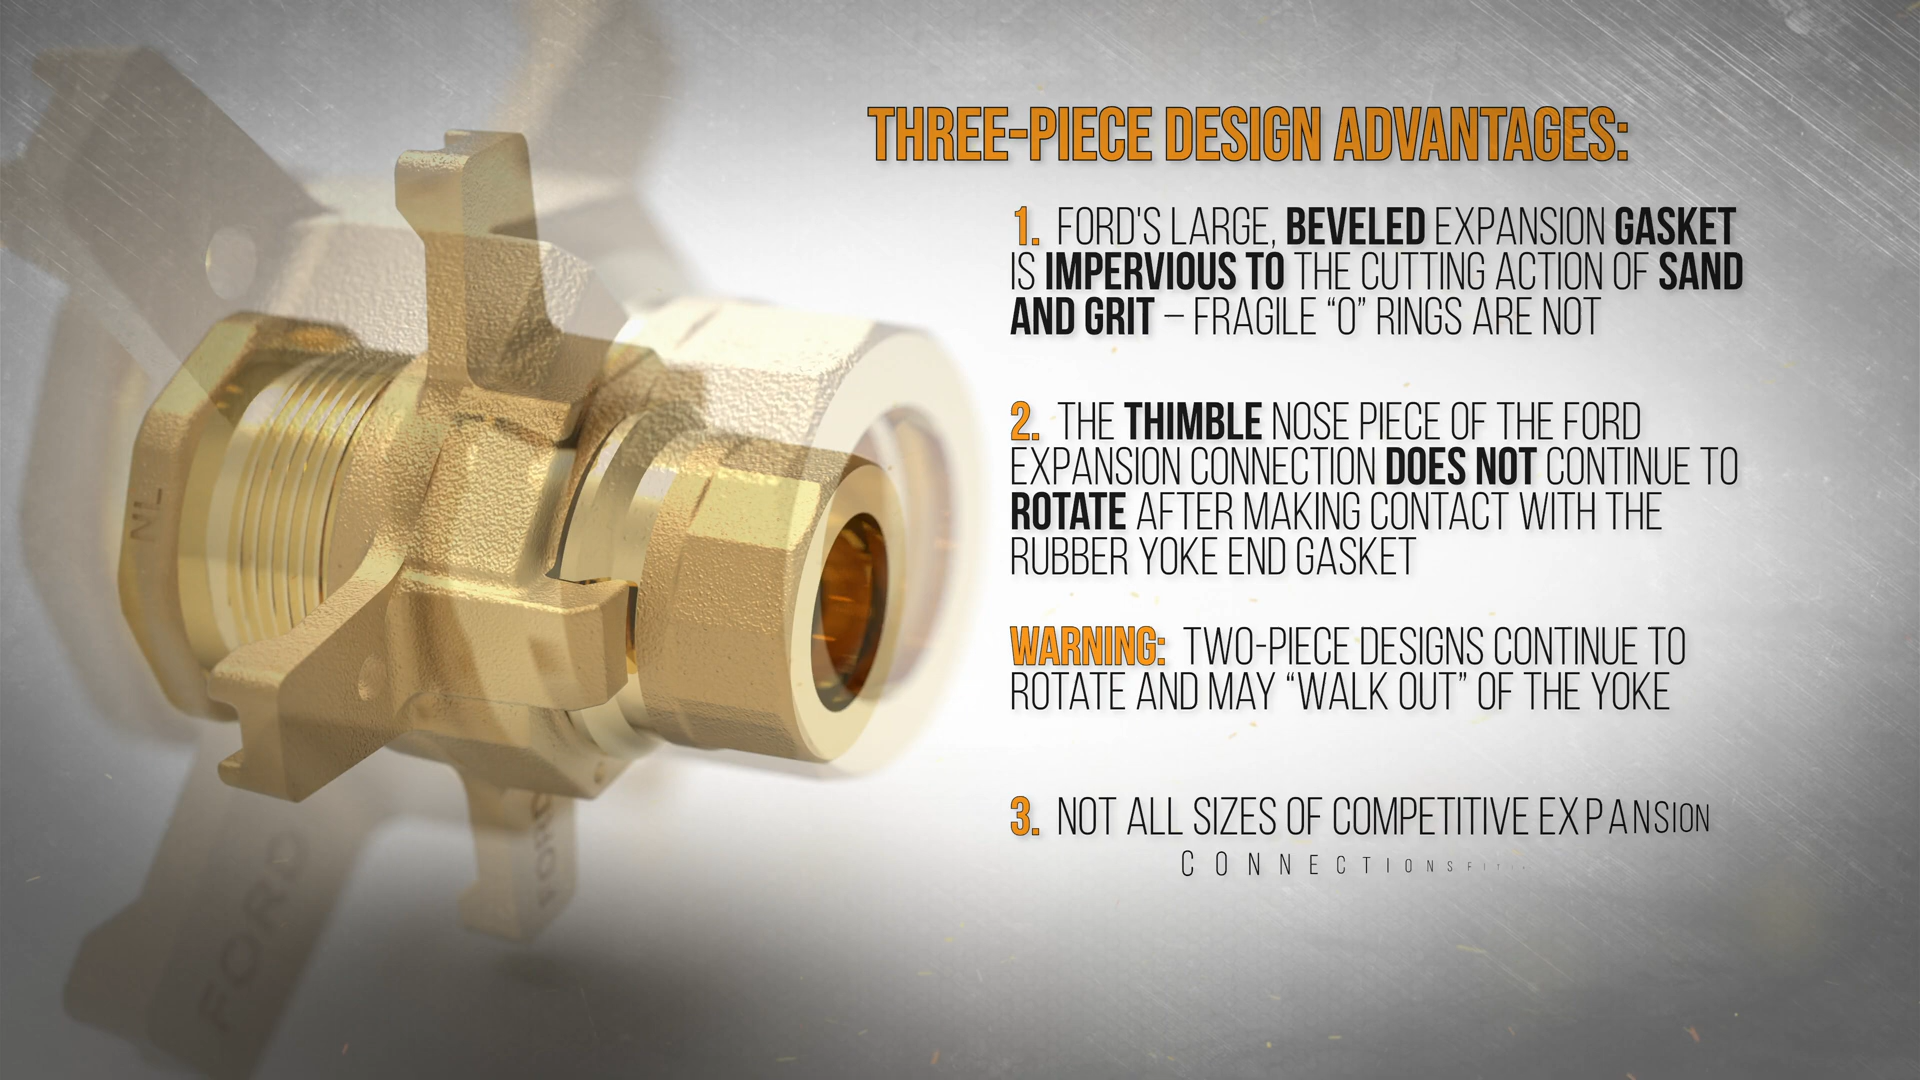 THREE-PIECE DESIGN ADVANTAGES:
1. FORD'S LARGE, BEVELED EXPANSION GASKET
IS IMPERVIOUS TO THE CUTTING ACTION OF SAND
AND GRIT – FRAGILE “O” RINGS ARE NOT
2. THE THIMBLE NOSE PIECE OF THE FORD
EXPANSION CONNECTION DOES NOT CONTINUE TO
ROTATE AFTER MAKING CONTACT WITH THE
RUBBER YOKE END GASKET
WARNING: TWO-PIECE DESIGNS CONTINUE TO
ROTATE AND MAY “WALK OUT” OF THE YOKE
3. NOT ALL SIZES OF COMPETITIVE EXPANSION
CONNECTIONS
NL
FORD
FORD